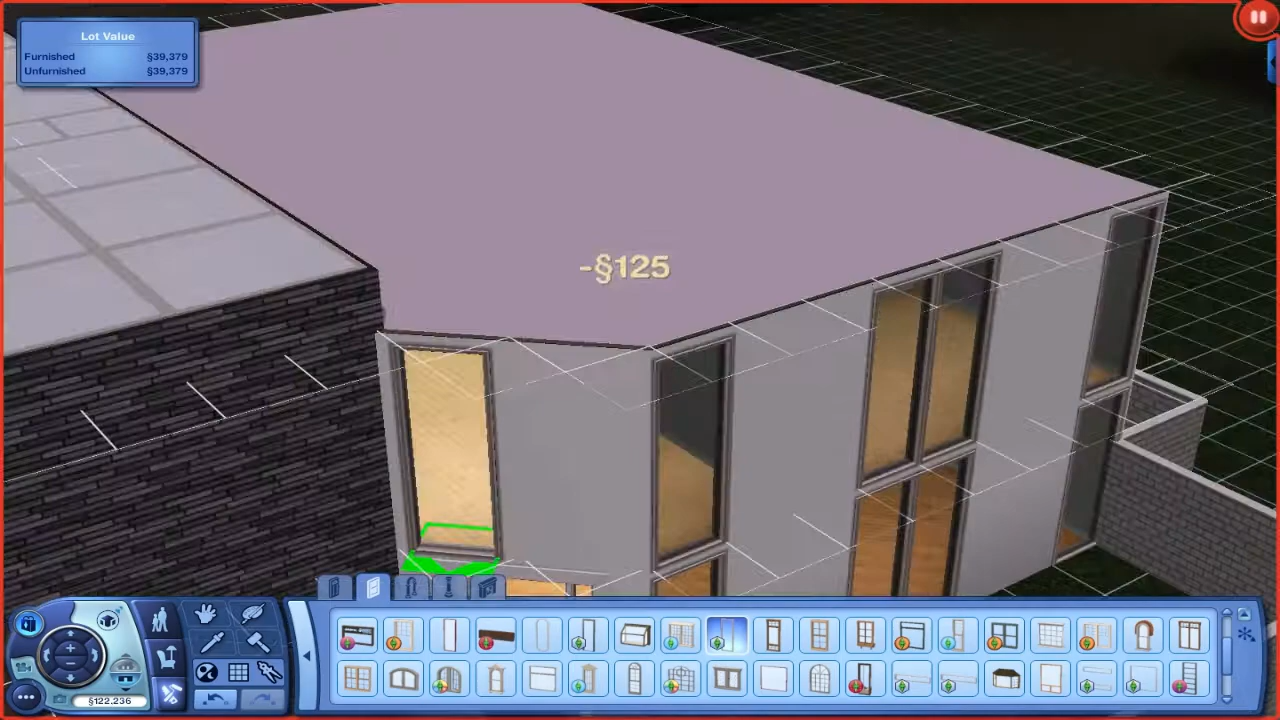 Lot Value
Furnished §39,379
Unfurnished §39,379
-§125
§122,236